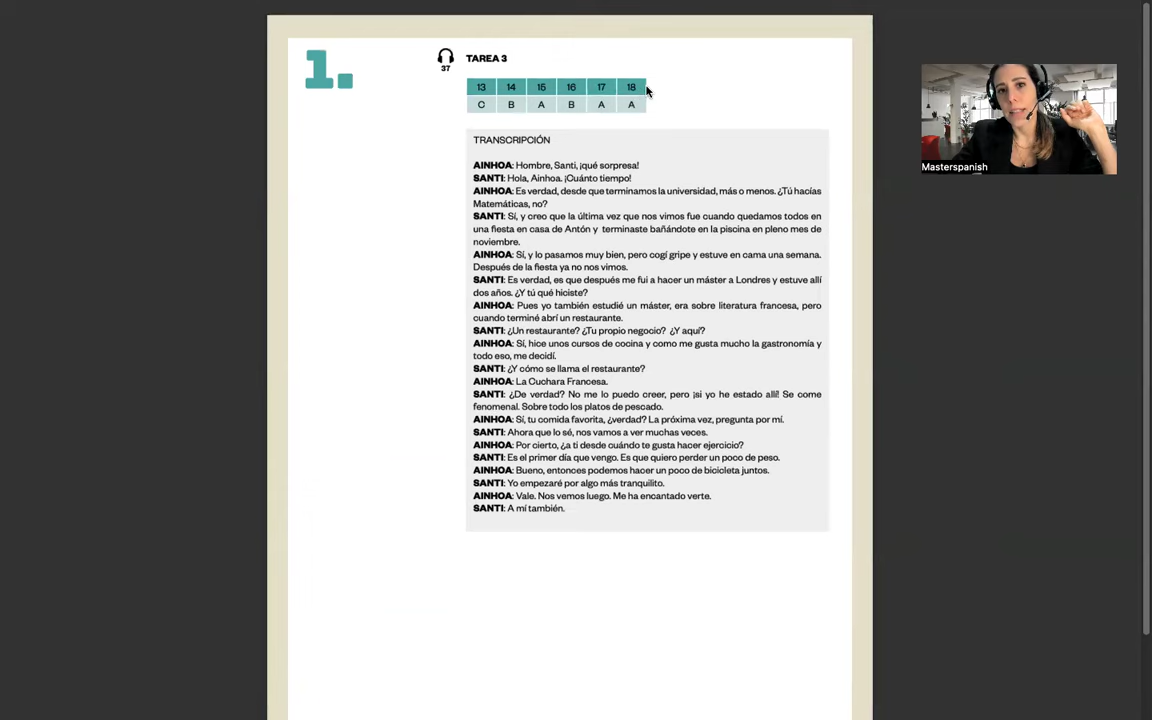 1.
37
TAREA 3
13 14 15 16 17 18
C B A B A A
TRANSCRIPCIÓN
AINHOA: Hombre, Santi, ¡qué sorpresa!
SANTI: Hola, Ainhoa. ¡Cuánto tiempo!
AINHOA: Es verdad, desde que terminamos la universidad, más o menos. ¿Tú hacías
Matemáticas, no?
SANTI: Sí, y creo que la última vez que nos vimos fue cuando quedamos todos en
una fiesta en casa de Antón y terminaste bañándote en la piscina en pleno mes de
noviembre.
AINHOA: Sí, y lo pasamos muy bien, pero cogí gripe y estuve en cama una semana.
Después de la fiesta ya no nos vimos.
SANTI: Es verdad, es que después me fui a hacer un máster a Londres y estuve allí
dos años. ¿Y tú qué hiciste?
AINHOA: Pues yo también estudié un máster, era sobre literatura francesa, pero
cuando terminé abrí un restaurante.
SANTI: ¿Un restaurante? ¿Tu propio negocio? ¿Y aquí?
AINHOA: Sí, hice unos cursos de cocina y como me gusta mucho la gastronomía y
todo eso, me decidí.
SANTI: ¿Y cómo se llama el restaurante?
AINHOA: La Cuchara Francesa.
SANTI: ¿De verdad? No me lo puedo creer, pero ¡si yo he estado allí! Se come
fenomenal. Sobre todo los platos de pescado.
AINHOA: Sí, tu comida favorita, ¿verdad? La próxima vez, pregunta por mí.
SANTI: Ahora que lo sé, nos vamos a ver muchas veces.
AINHOA: Por cierto, ¿a ti desde cuándo te gusta hacer ejercicio?
SANTI: Es el primer día que vengo. Es que quiero perder un poco de peso.
AINHOA: Bueno, entonces podemos hacer un poco de bicicleta juntos.
SANTI: Yo empezaré por algo más tranquilito.
AINHOA: Vale. Nos vemos luego. Me ha encantado verte.
SANTI: A mí también.
Masterspanish